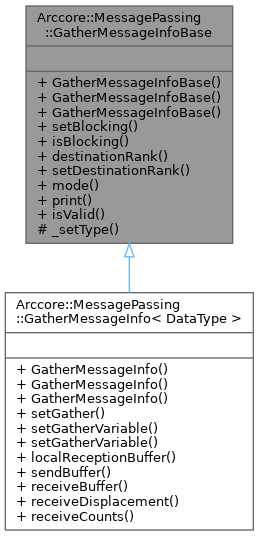 Arccore::MessagePassing
::GatherMessageInfoBase
+ GatherMessageInfoBase()
+ GatherMessageInfoBase()
+ GatherMessageInfoBase()
+ setBlocking()
+ isBlocking()
+ destinationRank()
+ setDestinationRank()
+ mode()
+ print()
+ isValid()
# _setType()
Arccore::MessagePassing
::GatherMessageInfo< DataType >
+ GatherMessageInfo()
+ GatherMessageInfo()
+ GatherMessageInfo()
+ setGather()
+ setGatherVariable()
+ setGatherVariable()
+ localReceptionBuffer()
+ sendBuffer()
+ receiveBuffer()
+ receiveDisplacement()
+ receiveCounts()